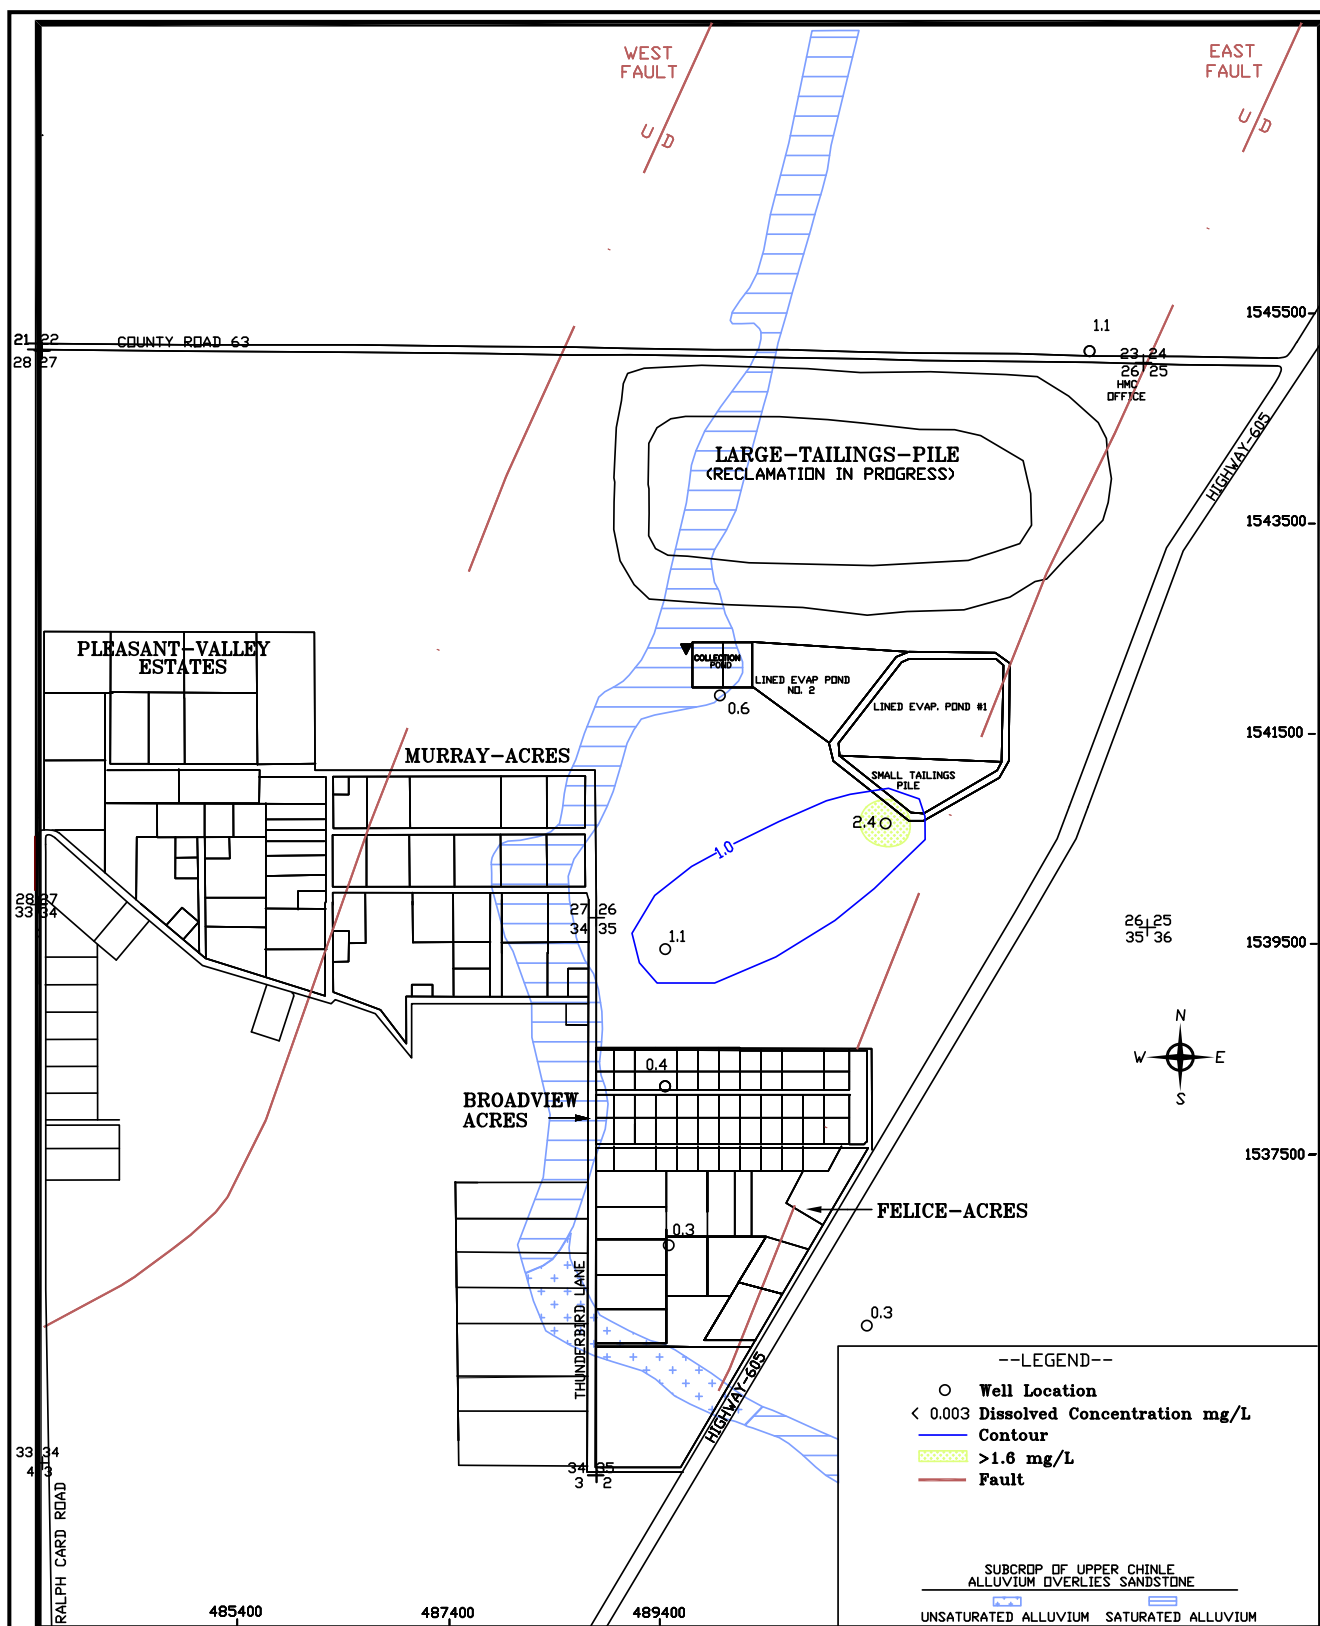 WEST
FAULT
EAST
FAULT
U D
U D
1545500
1.1
21 22
28 27
COUNTY ROAD 63
23 24
26 25
HMC
OFFICE
HIGHWAY-605
LARGE-TAILINGS-PILE
(RECLAMATION IN PROGRESS)
1543500
PLEASANT-VALLEY
ESTATES
COLLECTION
POND
LINED EVAP POND
NO. 2
0.6
LINED EVAP. POND #1
1541500
MURRAY-ACRES
SMALL TAILINGS
PILE
2.4
1.0
28 27
33 34
27 26
34 35
26 25
35 36
1.1
1539500
N
W E
S
0.4
BROADVIEW
ACRES
1537500
FELICE-ACRES
0.3
THUNDERBIRD LANE
0.3
HIGHWAY-605
33 34
4 3
34 35
3 2
RALPH CARD ROAD
--LEGEND--
Well Location
< 0.003 Dissolved Concentration mg/L
Contour
>1.6 mg/L
Fault
SUBCROP OF UPPER CHINLE
ALLUVIUM OVERLIES SANDSTONE
UNSATURATED ALLUVIUM SATURATED ALLUVIUM
485400
487400
489400